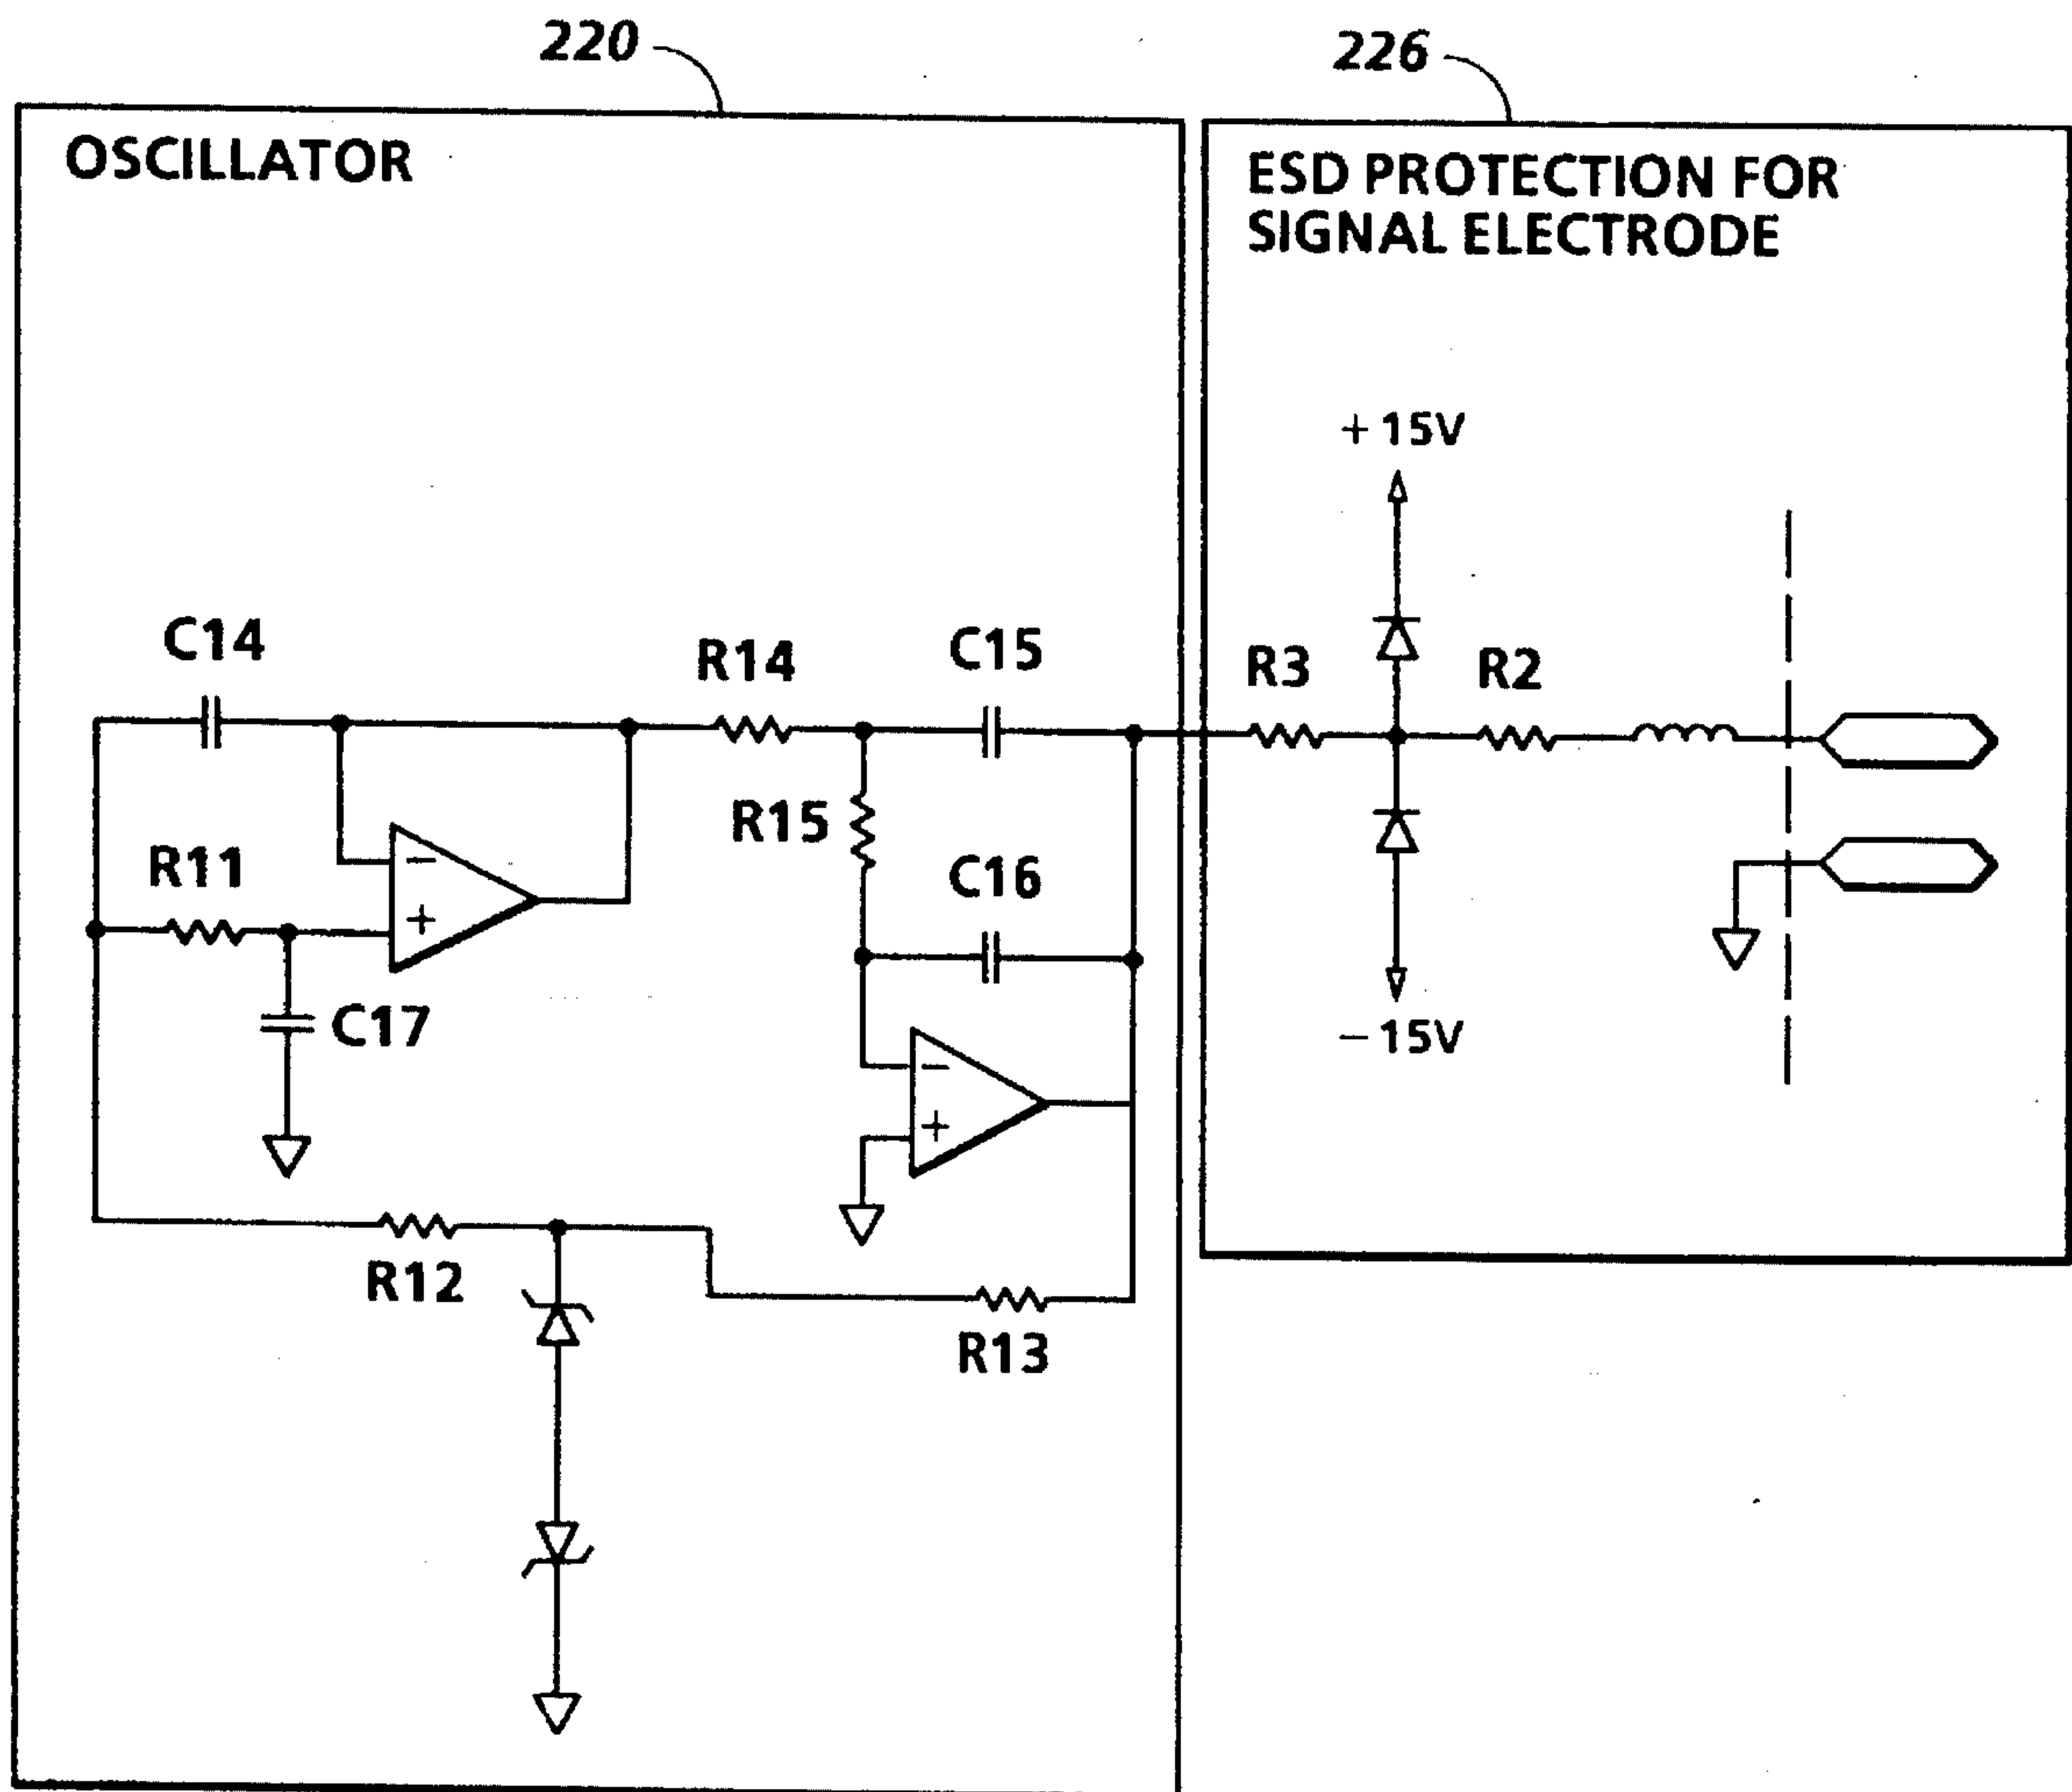 220
226
OSCILLATOR
ESD PROTECTION FOR
SIGNAL ELECTRODE
+ 15V
C14
R14
C15
R3
R2
R15
R11
C16
−
+
C17
− 15V
−
+
R12
R13